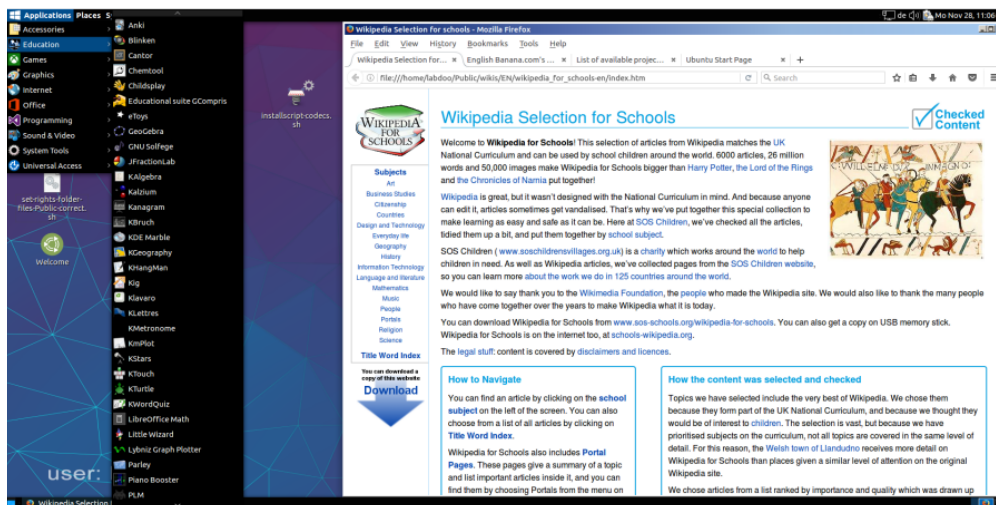 Applications Places S
de Mo Nov 28, 11:06
Accessories
Education
Games
Graphics
Internet
Office
Programming
Sound & Video
System Tools
Universal Access
Anki
Blinken
Cantor
Chemtool
Childsplay
Educational suite GCompris
eToys
GeoGebra
GNU Solfege
JFractionLab
KAlgebra
Kalzium
Kanagram
KBruch
KDE Marble
KGeography
KHangMan
Kig
Klavaro
KLettres
KMetronome
KmPlot
KStars
KTouch
KTurtle
KWordQuiz
LibreOffice Math
Little Wizard
Lybniz Graph Plotter
Parley
Piano Booster
PLM
set-rights-folder-
files-Public-correct.
sh
Welcome
user:
installscript-codecs.
sh
Wikipedia Selection for schools - Mozilla Firefox
File Edit View History Bookmarks Tools Help
Wikipedia Selection for... × English Banana.com's ... × List of available projec... × Ubuntu Start Page × +
file:///home/labdoo/Public/wikis/EN/wikipedia_for_schools-en/index.htm
Search
WIKIPEDIA
FOR
SCHOOLS
Subjects
Art
Business Studies
Citizenship
Countries
Design and Technology
Everyday life
Geography
History
Information Technology
Language and literature
Mathematics
Music
People
Portals
Religion
Science
Title Word Index
You can download a
copy of this website
Download
Wikipedia Selection for Schools
Checked
Content
Welcome to Wikipedia for Schools! This selection of articles from Wikipedia matches the UK
National Curriculum and can be used by school children around the world. 6000 articles, 26 million
words and 50,000 images make Wikipedia for Schools bigger than Harry Potter, the Lord of the Rings
and the Chronicles of Narnia put together!
Wikipedia is great, but it wasn't designed with the National Curriculum in mind. And because anyone
can edit it, articles sometimes get vandalised. That's why we've put together this special collection to
make learning as easy and safe as it can be. Here at SOS Children, we've checked all the articles,
tidied them up a bit, and put them together by school subject.
SOS Children ( www.soschildrensvillages.org.uk) is a charity which works around the world to help
children in need. As well as Wikipedia articles, we've collected pages from the SOS Children website,
so you can learn more about the work we do in 125 countries around the world.
We would like to say thank you to the Wikimedia Foundation, the people who made the Wikipedia site. We would also like to thank the many people
who have come together over the years to make Wikipedia what it is today.
You can download Wikipedia for Schools from www.sos-schools.org/wikipedia-for-schools. You can also get a copy on USB memory stick.
Wikipedia for Schools is on the internet too, at schools-wikipedia.org.
The legal stuff: content is covered by disclaimers and licences.
How to Navigate
You can find an article by clicking on the school
subject on the left of the screen. You can also
choose from a list of all articles by clicking on
Title Word Index.
Wikipedia for Schools also includes Portal
Pages. These pages give a summary of a topic
and list important articles inside it, and you can
find them by choosing Portals from the menu on
How the content was selected and checked
Topics we have selected include the very best of Wikipedia. We chose them
because they form part of the UK National Curriculum, and because we thought they
would be of interest to children. The selection is vast, but because we have
prioritised subjects on the curriculum, not all topics are covered in the same level of
detail. For this reason, the Welsh town of Llandudno receives more detail on
Wikipedia for Schools than places given a similar level of attention on the original
Wikipedia site.
We chose articles from a list ranked by importance and quality which was drawn up
Wikipedia Selection